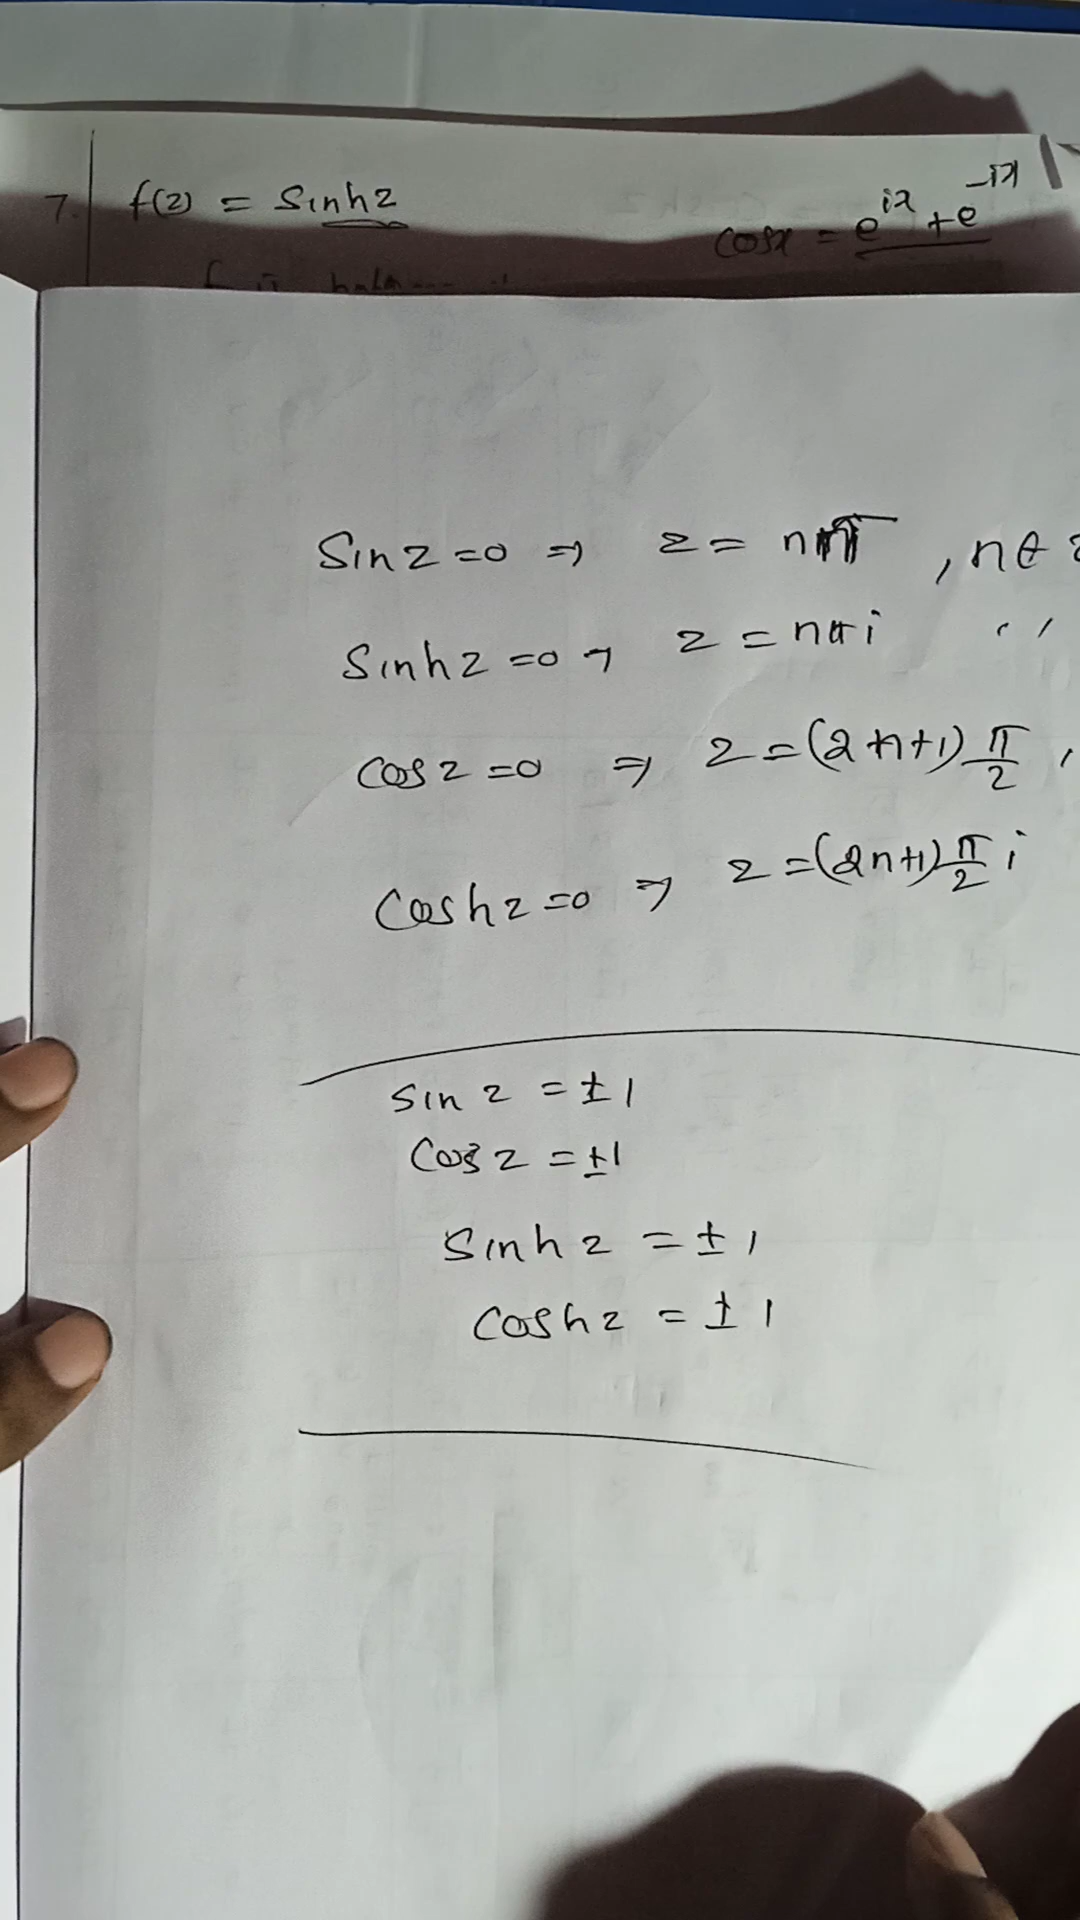 7. f(z) = Sinhz
cosx = e^{ix} + e^{-ix}
Sinz=0 ⇒ z = nπ , n∈
Sinhz=0 ⇒ z = nπi
Cosz=0 ⇒ z=(2n+1)π/2 ,
Coshz=0 ⇒ z=(2n+1)π/2 i
Sin z = ±1
Cos z = ±1
Sinh z = ±1
Cosh z = ±1